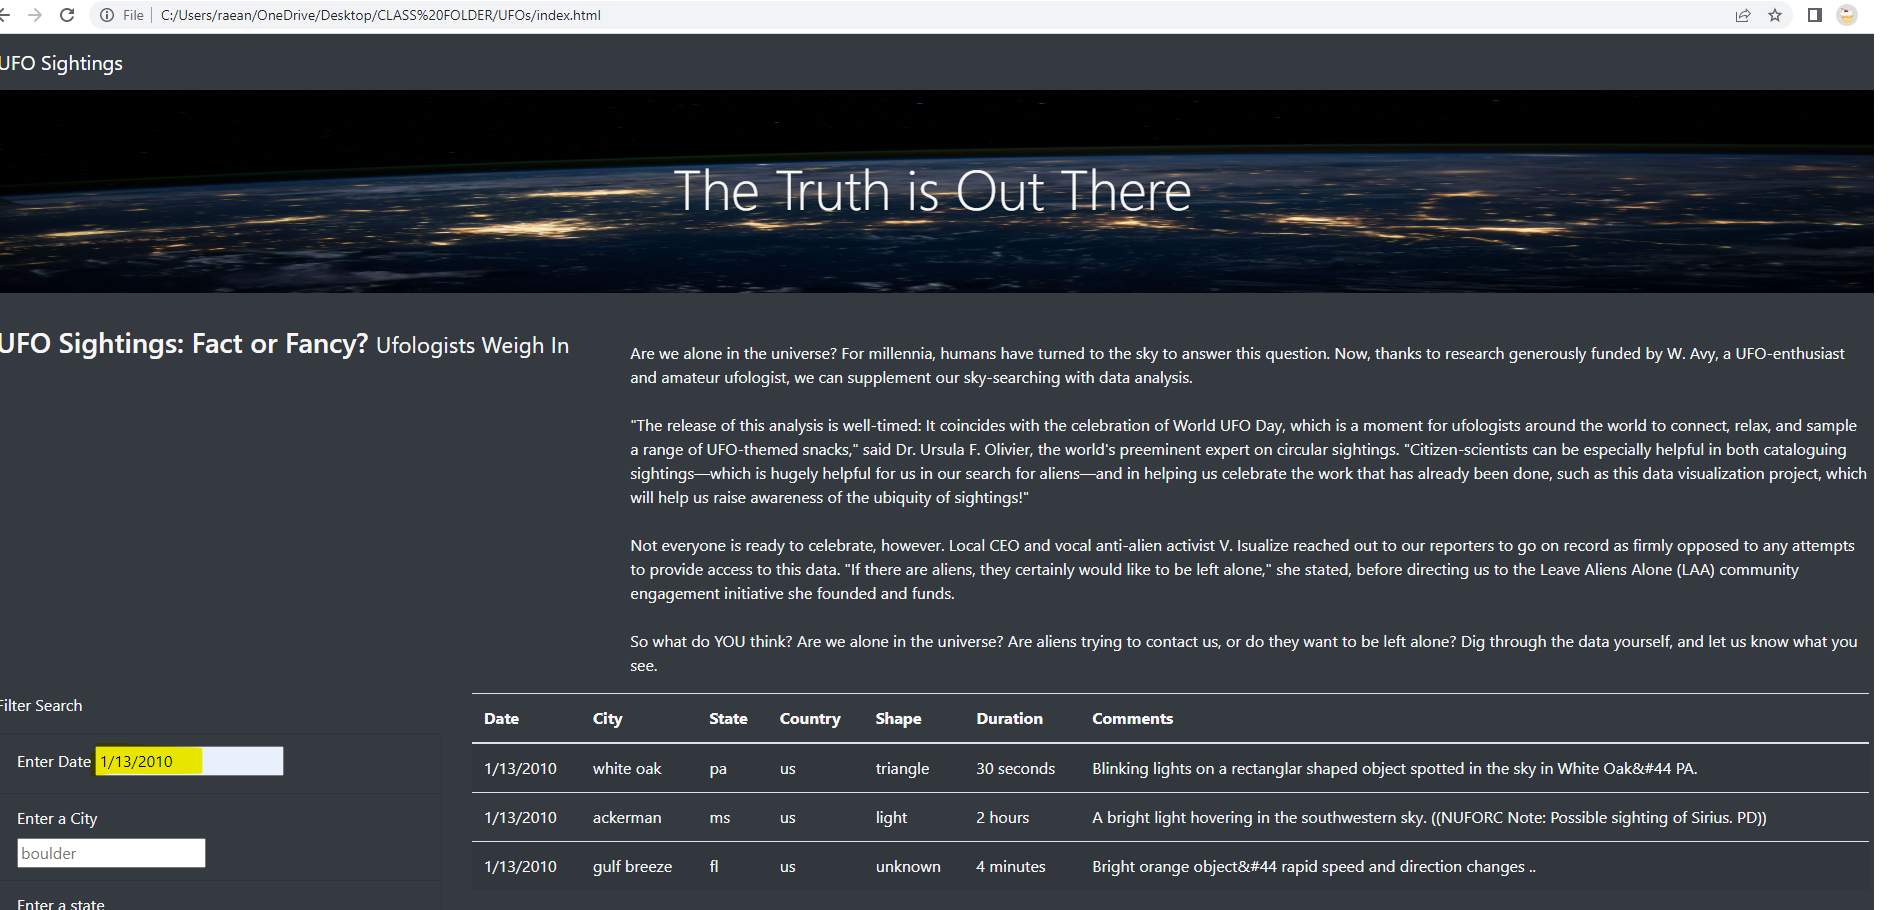 File C:/Users/raean/OneDrive/Desktop/CLASS%20FOLDER/UFOs/index.html
UFO Sightings
The Truth is Out There
UFO Sightings: Fact or Fancy? Ufologists Weigh In
Are we alone in the universe? For millennia, humans have turned to the sky to answer this question. Now, thanks to research generously funded by W. Avy, a UFO-enthusiast
and amateur ufologist, we can supplement our sky-searching with data analysis.
"The release of this analysis is well-timed: It coincides with the celebration of World UFO Day, which is a moment for ufologists around the world to connect, relax, and sample
a range of UFO-themed snacks," said Dr. Ursula F. Olivier, the world's preeminent expert on circular sightings. "Citizen-scientists can be especially helpful in both cataloguing
sightings—which is hugely helpful for us in our search for aliens—and in helping us celebrate the work that has already been done, such as this data visualization project, which
will help us raise awareness of the ubiquity of sightings!"
Not everyone is ready to celebrate, however. Local CEO and vocal anti-alien activist V. Isualize reached out to our reporters to go on record as firmly opposed to any attempts
to provide access to this data. "If there are aliens, they certainly would like to be left alone," she stated, before directing us to the Leave Aliens Alone (LAA) community
engagement initiative she founded and funds.
So what do YOU think? Are we alone in the universe? Are aliens trying to contact us, or do they want to be left alone? Dig through the data yourself, and let us know what you
see.
Filter Search
Enter Date 1/13/2010
Enter a City
boulder
Enter a state
Date City State Country Shape Duration Comments
1/13/2010 white oak pa us triangle 30 seconds Blinking lights on a rectanglar shaped object spotted in the sky in White Oak&#44 PA.
1/13/2010 ackerman ms us light 2 hours A bright light hovering in the southwestern sky. ((NUFORC Note: Possible sighting of Sirius. PD))
1/13/2010 gulf breeze fl us unknown 4 minutes Bright orange object&#44 rapid speed and direction changes ..